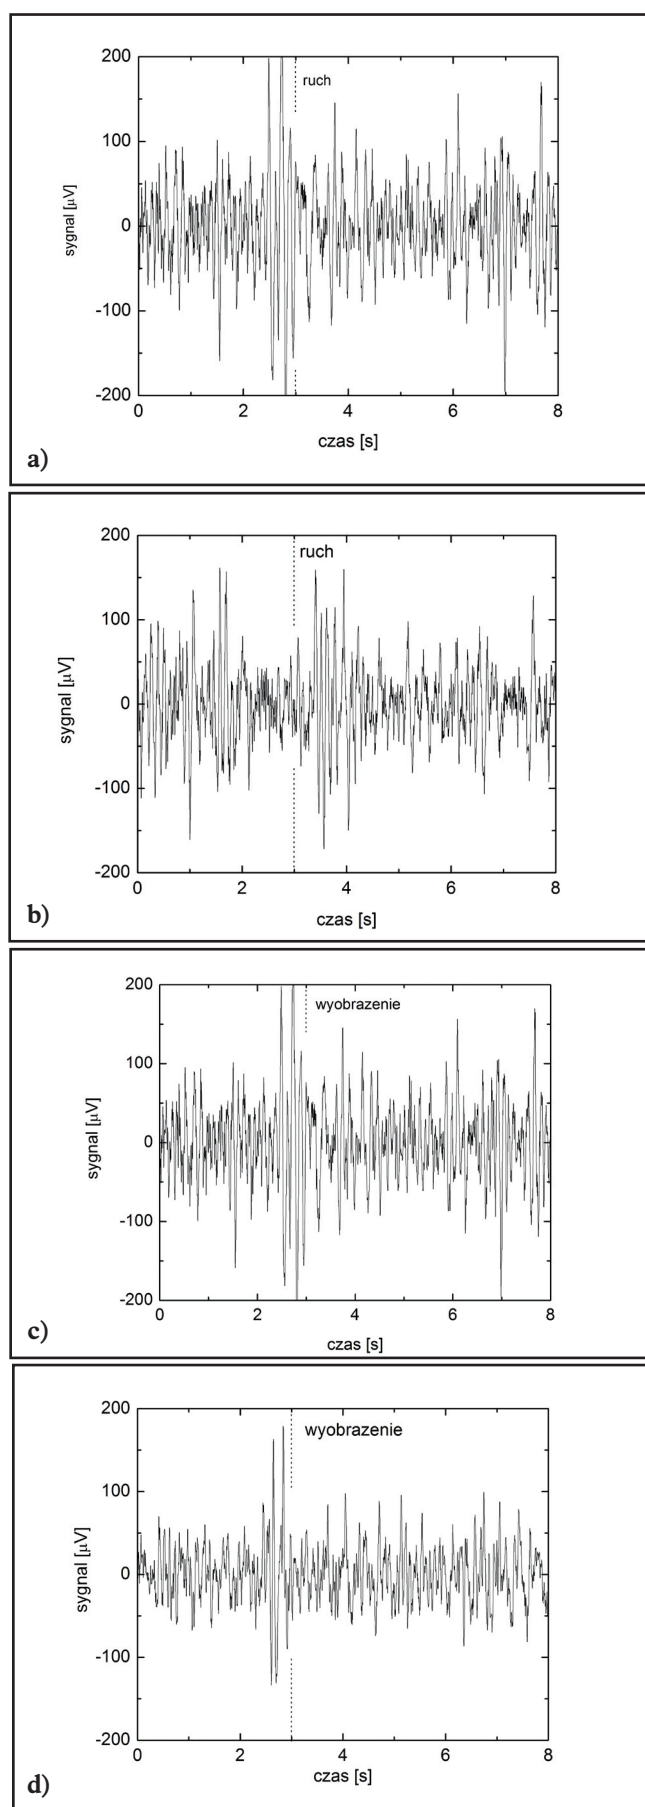 200
ruch
100
sygnal [μV]
0
-100
-200
0 2 4 6 8
czas [s]
a)
200
ruch
100
sygnal [μV]
0
-100
-200
0 2 4 6 8
czas [s]
b)
200
wyobrazenie
100
sygnal [μV]
0
-100
-200
0 2 4 6 8
czas [s]
c)
200
wyobrazenie
100
sygnal [μV]
0
-100
-200
0 2 4 6 8
czas [s]
d)